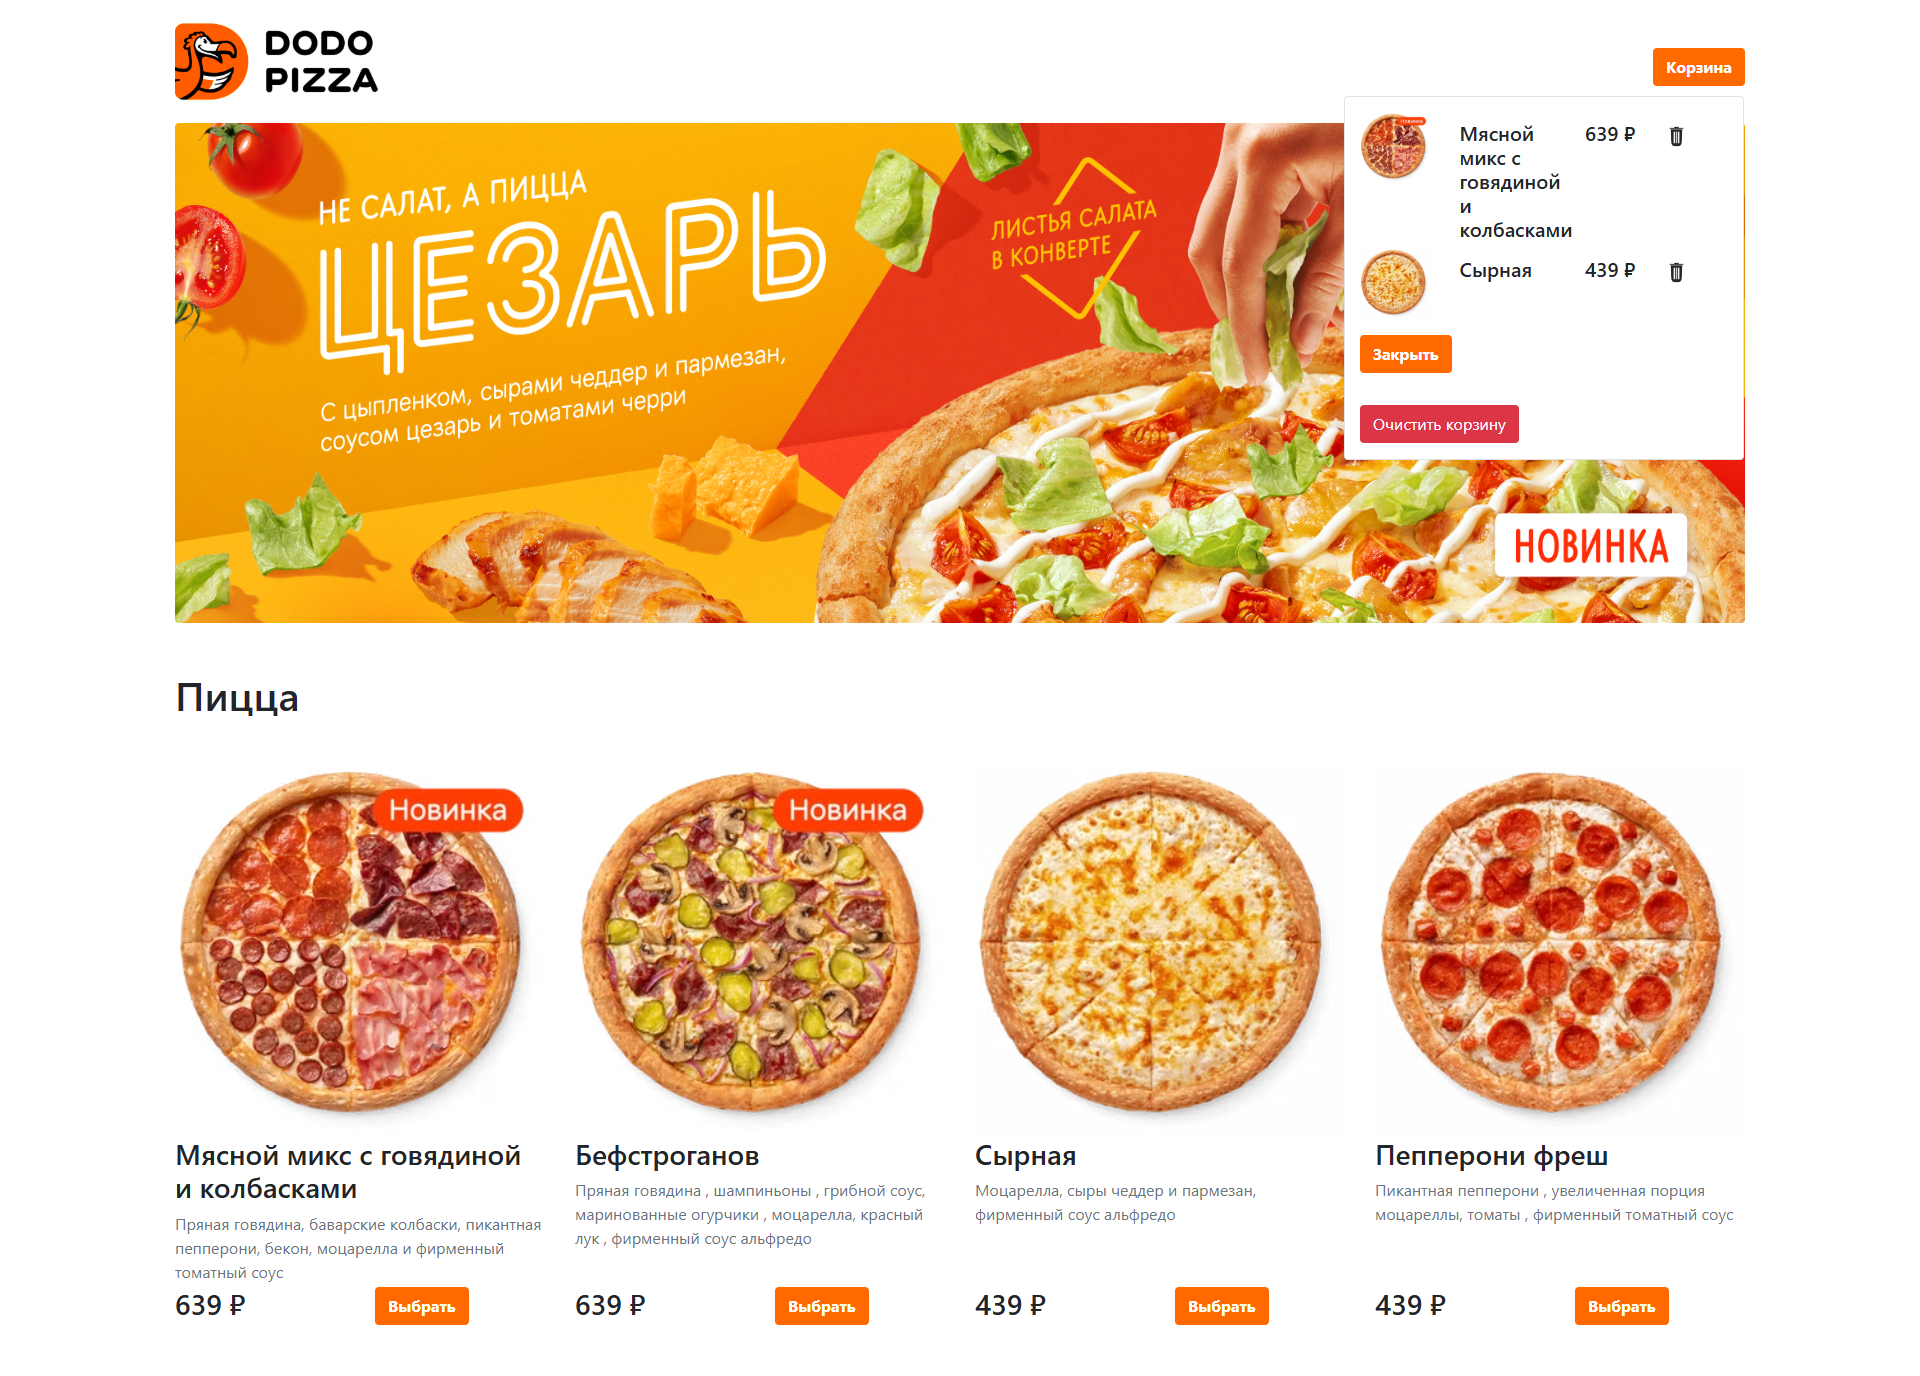 DODO
PIZZA
Корзина
Мясной
микс с
говядиной
и
колбасками
639 ₽
Сырная
439 ₽
Закрыть
Очистить корзину
НЕ САЛАТ, А ПИЦЦА
ЦЕЗАРЬ
С цыпленком, сырами чеддер и пармезан,
соусом цезарь и томатами черри
ЛИСТЬЯ САЛАТА
В КОНВЕРТЕ
НОВИНКА
Пицца
Новинка
Мясной микс с говядиной
и колбасками
Пряная говядина, баварские колбаски, пикантная
пепперони, бекон, моцарелла и фирменный
томатный соус
639 ₽
Выбрать
Новинка
Бефстроганов
Пряная говядина , шампиньоны , грибной соус,
маринованные огурчики , моцарелла, красный
лук , фирменный соус альфредо
639 ₽
Выбрать
Сырная
Моцарелла, сыры чеддер и пармезан,
фирменный соус альфредо
439 ₽
Выбрать
Пепперони фреш
Пикантная пепперони , увеличенная порция
моцареллы, томаты , фирменный томатный соус
439 ₽
Выбрать